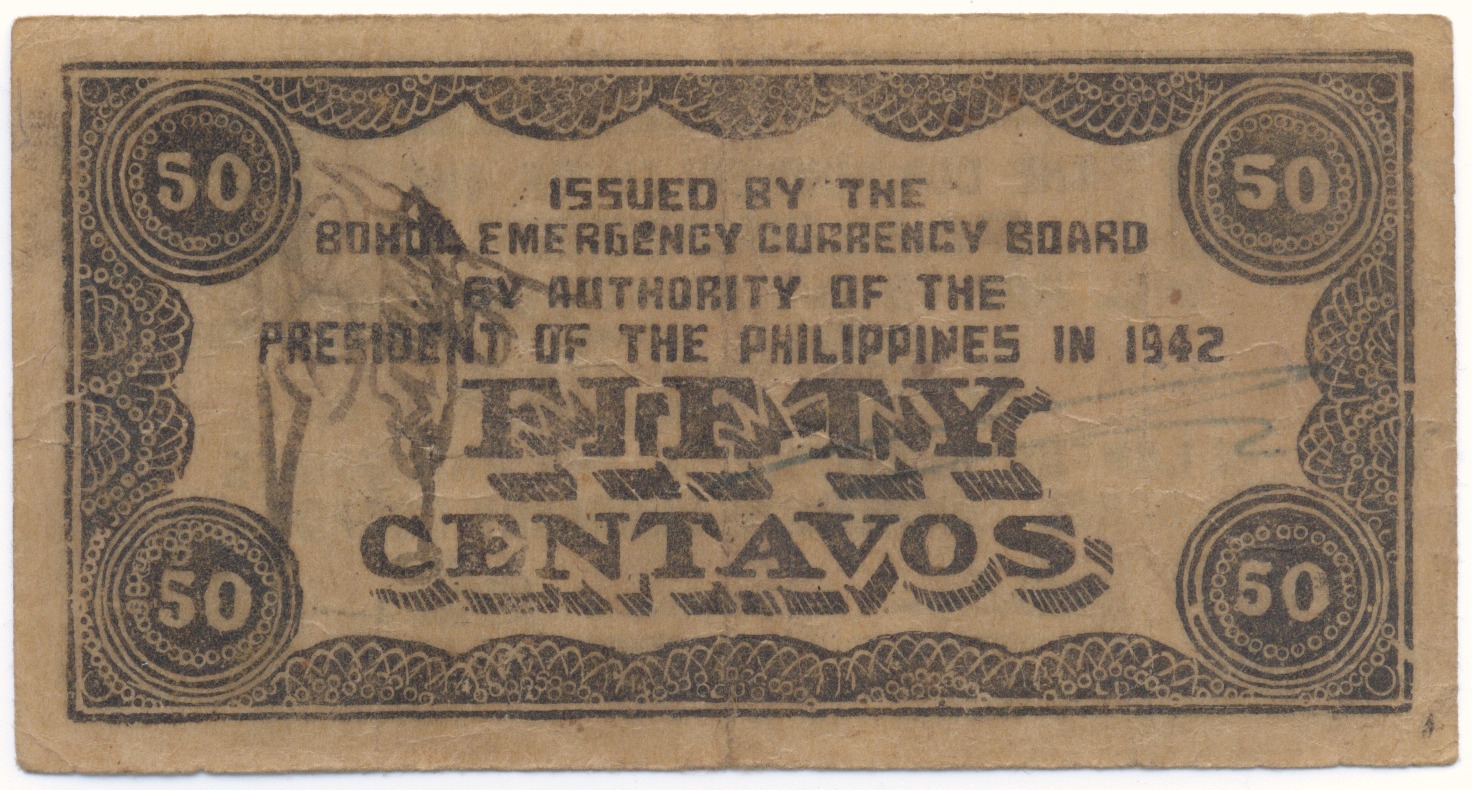 50
50
ISSUED BY THE
BOHOL EMERGENCY CURRENCY BOARD
BY AUTHORITY OF THE
PRESIDENT OF THE PHILIPPINES IN 1942
FIFTY
CENTAVOS
50
50